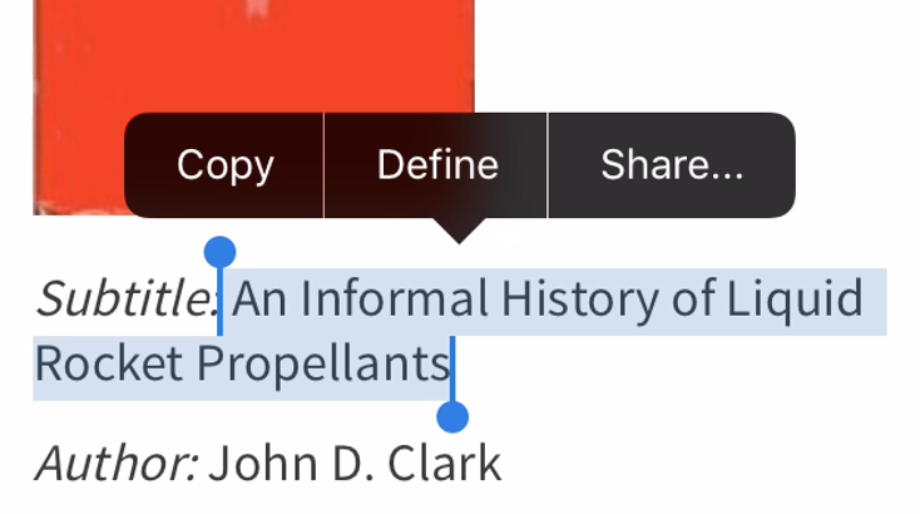 Copy Define Share...
Subtitle: An Informal History of Liquid
Rocket Propellants
Author: John D. Clark